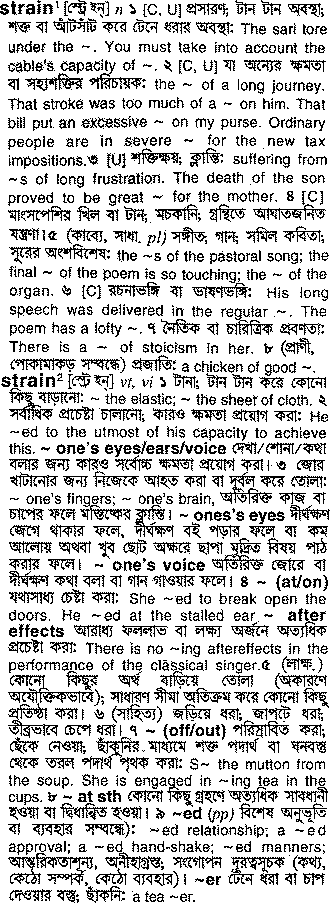 strain¹ [স্ট্রেইন্] n ১ [C, U] প্রসারণ; টান টান অবস্থা;
শক্ত বা আঁটসাঁট করে টেনে ধরার অবস্থা: The sari tore
under the ~. You must take into account the
cable's capacity of ~. ২ [C, U] যা অন্যের ক্ষমতা
বা সহ্যশক্তির পরিচায়ক: the ~ of a long journey.
That stroke was too much of a ~ on him. That
bill put an excessive ~ on my purse. Ordinary
people are in severe ~ for the new tax
impositions.৩ [U] শক্তিক্ষয়; ক্লান্তি: suffering from
~s of long frustration. The death of the son
proved to be great ~ for the mother. ৪ [C]
মাংসপেশির খিল বা টান; মচকানি; গ্রন্থিতে আঘাতজনিত
যন্ত্রণা।৫ (কাব্যে, সাধা. pl) সঙ্গীত; গান; সমিল কবিতা;
সুরের অংশবিশেষ: the ~s of the pastoral song; the
final ~ of the poem is so touching; the ~ of the
organ. ৬ [C] রচনাভঙ্গি বা ভাষণভঙ্গি: His long
speech was delivered in the regular ~. The
poem has a lofty ~. ৭ নৈতিক বা চারিত্রিক প্রবণতা:
There is a ~ of stoicism in her. ৮ (প্রাণী,
পোকামাকড় সম্বন্ধে) প্রজাতি: a chicken of good ~.
strain² [স্ট্রেইন্] vt, vi ১ টানা; টান টান করে কোনো
কিছু বাড়ানো: ~ the elastic; ~ the sheet of cloth. ২
সর্বাধিক প্রচেষ্টা চালানো; কারও ক্ষমতা প্রয়োগ করা: He
~ed to the utmost of his capacity to achieve
this. ~ one's eyes/ears/voice দেখা/শোনা/কথা
বলার জন্য কারও সর্বোচ্চ ক্ষমতা প্রয়োগ করা। ৩ জোর
খাটানোর জন্য নিজেকে আহত করা বা দুর্বল করে তোলা:
~ one's fingers; ~ one's brain, অতিরিক্ত কাজ বা
চাপের ফলে মস্তিষ্কের ক্লান্তি। ~ ones's eyes দীর্ঘক্ষণ
জেগে থাকার ফলে, দীর্ঘক্ষণ বই পড়ার ফলে বা কম
আলোয় অথবা খুব ছোট অক্ষরে ছাপা মুদ্রিত বিষয় পাঠ
করার ফলে। ~ one's voice অতিরিক্ত জোরে বা
দীর্ঘক্ষণ কথা বলা বা গান গাওয়ার ফলে। ৪ ~ (at/on)
যথাসাধ্য চেষ্টা করা: She ~ed to break open the
doors. He ~ed at the stalled ear ~ after
effects আরাধ্য ফললাভ বা লক্ষ্য অর্জনে অত্যধিক
প্রচেষ্টা করা: There is no ~ing aftereffects in the
performance of the classical singer.৫ (লাক্ষ.)
কোনো কিছুর অর্থ বাড়িয়ে তোলা (অকারণে
অযৌক্তিকভাবে); সাধারণ সীমা অতিক্রম করে কোনো কিছু
প্রতিষ্ঠা করা। ৬ (সাহিত্য) জড়িয়ে ধরা; জাপটে ধরা;
তীব্রভাবে চেপে ধরা। ৭ ~ (off/out) পরিস্রাবিত করা;
ছেঁকে নেওয়া; ছাঁকুনির মাধ্যমে শক্ত পদার্থ বা ঘনবস্তু
থেকে তরল পদার্থ পৃথক করা: S~ the mutton from
the soup. She is engaged in ~ing tea in the
cups. ৮ ~ at sth কোনো কিছু গ্রহণে অত্যধিক সাবধানী
হওয়া বা দ্বিধান্বিত হওয়া। ৯ ~ed (pp) বিশেষ অনুভূতি
বা ব্যবহার সম্বন্ধে): ~ed relationship; a ~ed
approval; a ~ed hand-shake; ~ed manners;
আন্তরিকতাশূন্য, অনীহাগ্রস্ত; সংগোপন দূরত্বসূচক (কথ্য,
কেঠো সম্পর্ক, কেঠো ব্যবহার)। ~er টেনে ধরা বা চাপ
দেওয়ার বস্তু; ছাঁকনি: a tea ~er.